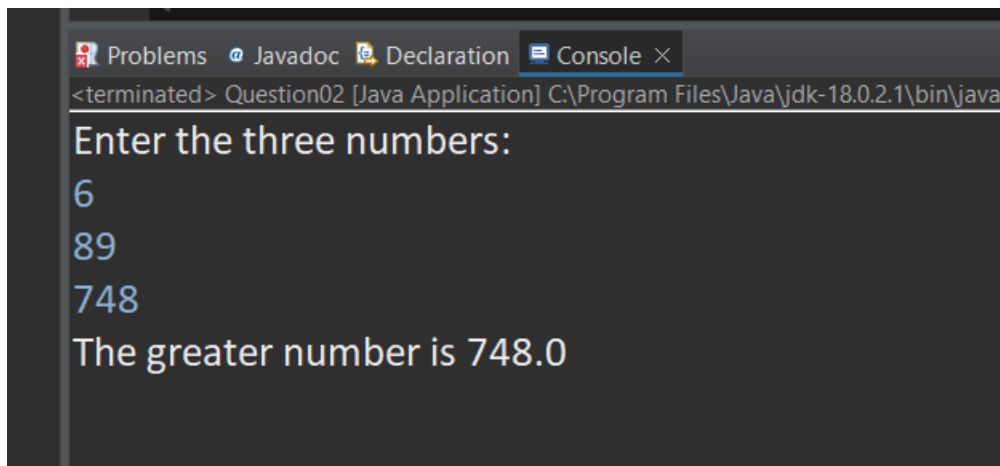 Problems @ Javadoc Declaration Console
<terminated> Question02 [Java Application] C:\Program Files\Java\jdk-18.0.2.1\bin\java
Enter the three numbers:
6
89
748
The greater number is 748.0